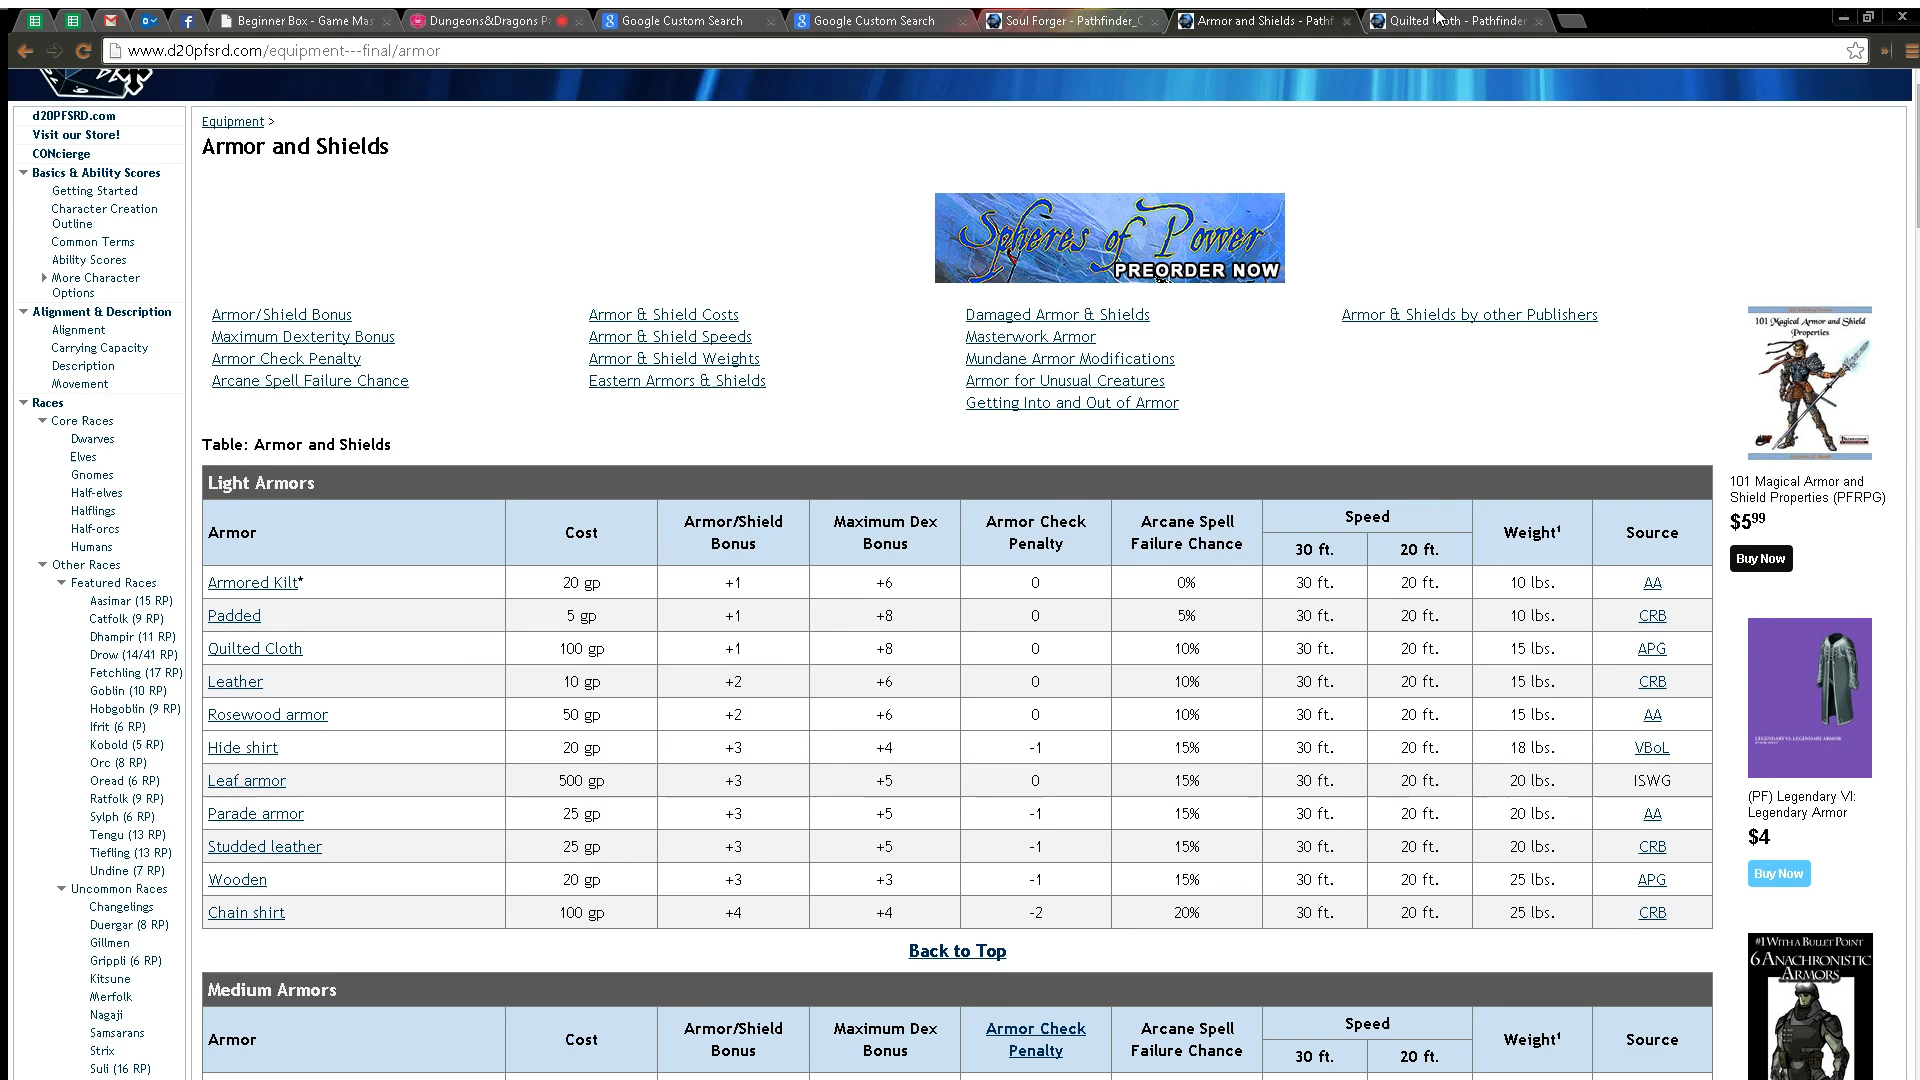 Beginner Box - Game Mas
Dungeons&Dragons Pa
Google Custom Search
Google Custom Search
Soul Forger - Pathfinder_O
Armor and Shields - Pathf
Quilted Cloth - Pathfinder
www.d20pfsrd.com/equipment---final/armor
d20PFSRD.com
Visit our Store!
CONcierge
Basics & Ability Scores
Getting Started
Character Creation
Outline
Common Terms
Ability Scores
More Character
Options
Alignment & Description
Alignment
Carrying Capacity
Description
Movement
Races
Core Races
Dwarves
Elves
Gnomes
Half-elves
Halflings
Half-orcs
Humans
Other Races
Featured Races
Aasimar (15 RP)
Catfolk (9 RP)
Dhampir (11 RP)
Drow (14/41 RP)
Fetchling (17 RP)
Goblin (10 RP)
Hobgoblin (9 RP)
Ifrit (6 RP)
Kobold (5 RP)
Orc (8 RP)
Oread (6 RP)
Ratfolk (9 RP)
Sylph (6 RP)
Tengu (13 RP)
Tiefling (13 RP)
Undine (7 RP)
Uncommon Races
Changelings
Duergar (8 RP)
Gillmen
Grippli (6 RP)
Kitsune
Merfolk
Nagaji
Samsarans
Strix
Suli (16 RP)
Equipment >
Armor and Shields
Spheres of Power
PREORDER NOW
Armor/Shield Bonus
Maximum Dexterity Bonus
Armor Check Penalty
Arcane Spell Failure Chance
Armor & Shield Costs
Armor & Shield Speeds
Armor & Shield Weights
Eastern Armors & Shields
Damaged Armor & Shields
Masterwork Armor
Mundane Armor Modifications
Armor for Unusual Creatures
Getting Into and Out of Armor
Armor & Shields by other Publishers
Table: Armor and Shields
Light Armors
Armor Cost Armor/Shield Bonus Maximum Dex Bonus Armor Check Penalty Arcane Spell Failure Chance Speed 30 ft. 20 ft. Weight¹ Source
Armored Kilt* 20 gp +1 +6 0 0% 30 ft. 20 ft. 10 lbs. AA
Padded 5 gp +1 +8 0 5% 30 ft. 20 ft. 10 lbs. CRB
Quilted Cloth 100 gp +1 +8 0 10% 30 ft. 20 ft. 15 lbs. APG
Leather 10 gp +2 +6 0 10% 30 ft. 20 ft. 15 lbs. CRB
Rosewood armor 50 gp +2 +6 0 10% 30 ft. 20 ft. 15 lbs. AA
Hide shirt 20 gp +3 +4 -1 15% 30 ft. 20 ft. 18 lbs. VBoL
Leaf armor 500 gp +3 +5 0 15% 30 ft. 20 ft. 20 lbs. ISWG
Parade armor 25 gp +3 +5 -1 15% 30 ft. 20 ft. 20 lbs. AA
Studded leather 25 gp +3 +5 -1 15% 30 ft. 20 ft. 20 lbs. CRB
Wooden 20 gp +3 +3 -1 15% 30 ft. 20 ft. 25 lbs. APG
Chain shirt 100 gp +4 +4 -2 20% 30 ft. 20 ft. 25 lbs. CRB
Back to Top
Medium Armors
Armor Cost Armor/Shield Bonus Maximum Dex Bonus Armor Check Penalty Arcane Spell Failure Chance Speed 30 ft. 20 ft. Weight¹ Source
101 Magical Armor and Shield
Properties
101 Magical Armor and
Shield Properties (PFRPG)
$5⁹⁹
Buy Now
LEGENDARY VI: LEGENDARY ARMOR
(PF) Legendary VI:
Legendary Armor
$4
Buy Now
#1 WITH A BULLET POINT
6 ANACHRONISTIC
ARMORS